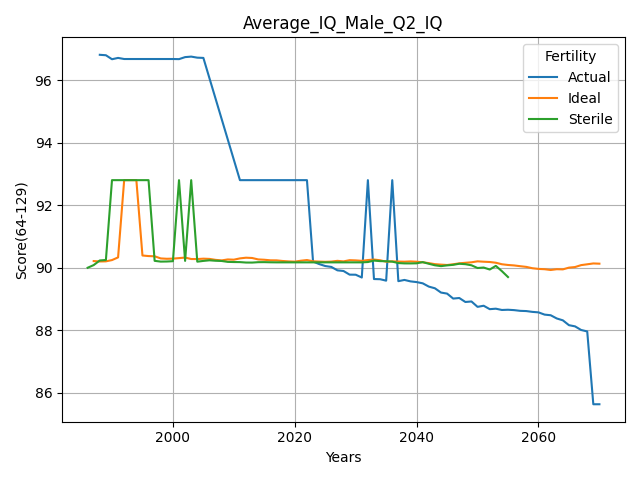 Average_IQ_Male_Q2_IQ
Fertility
Actual
Ideal
Sterile
Score(64-129)
96
94
92
90
88
86
2000
2020
2040
2060
Years